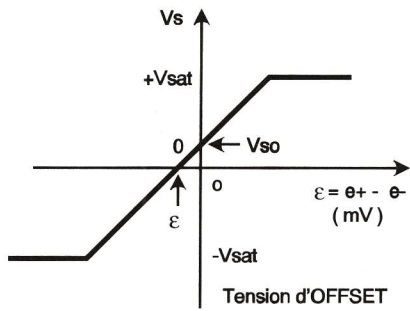 Vs
+Vsat
0
Vso
o
ε = e+ - e-
( mV )
ε
-Vsat
Tension d'OFFSET